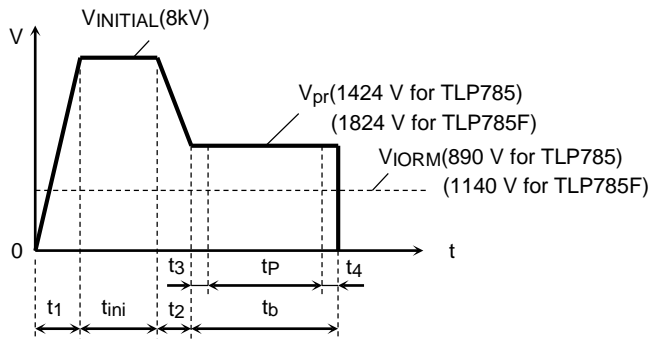 VINITIAL(8kV)
V
Vpr(1424 V for TLP785)
(1824 V for TLP785F)
VIORM(890 V for TLP785)
(1140 V for TLP785F)
0
t
t3
tP
t4
t1
tini
t2
tb